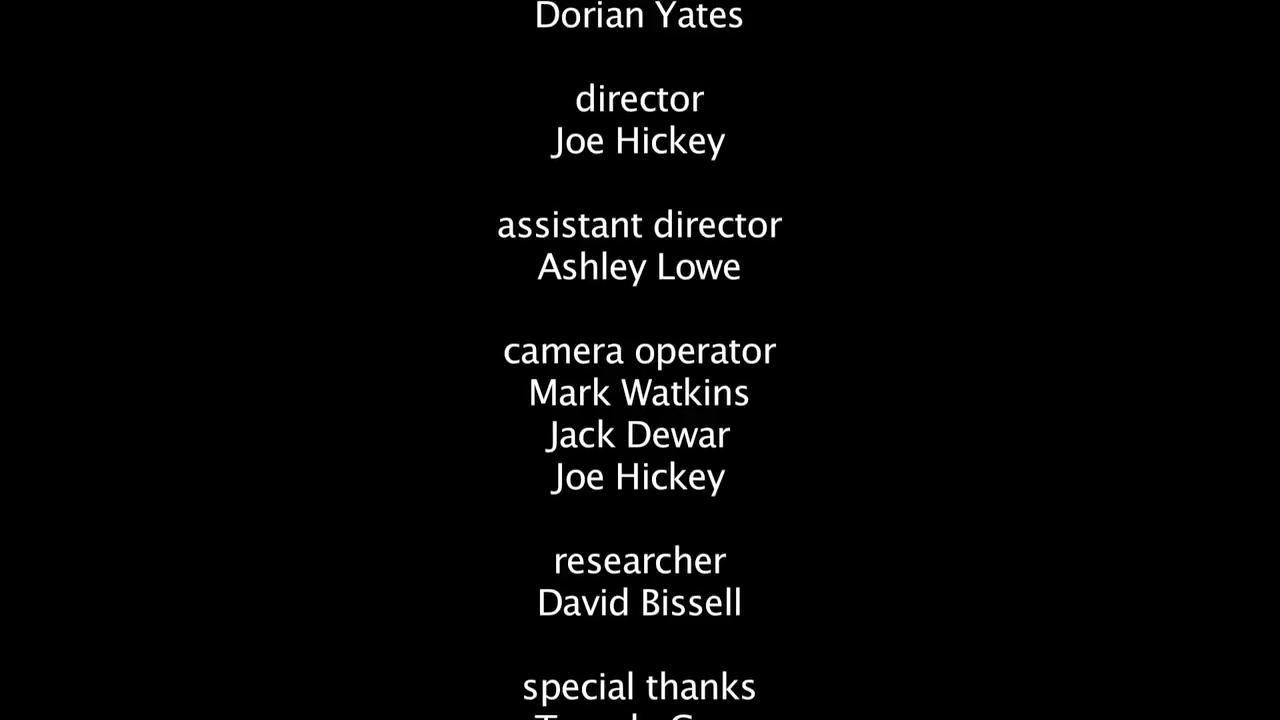 Dorian Yates
director
Joe Hickey
assistant director
Ashley Lowe
camera operator
Mark Watkins
Jack Dewar
Joe Hickey
researcher
David Bissell
special thanks